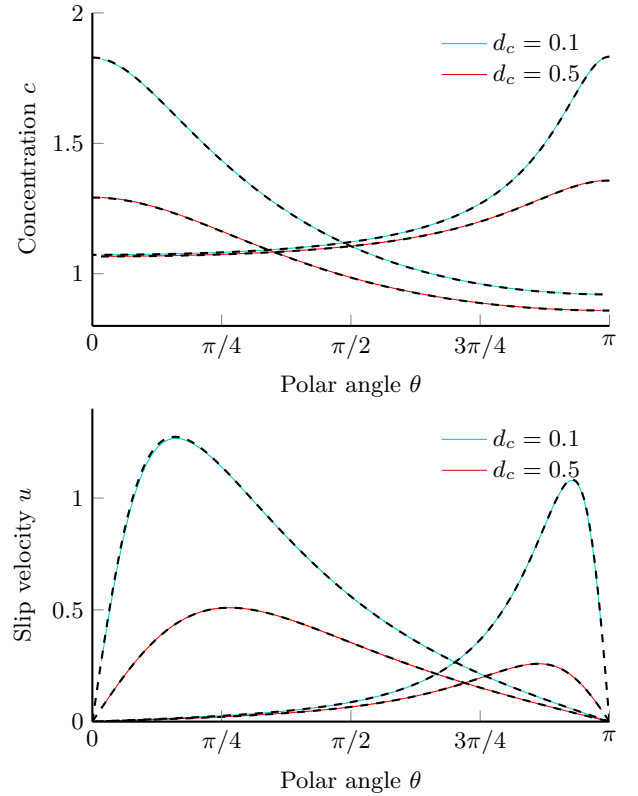 2
d_c = 0.1
d_c = 0.5
1.5
1
Concentration c
0 π/4 π/2 3π/4 π
Polar angle θ
d_c = 0.1
d_c = 0.5
1
0.5
0
Slip velocity u
0 π/4 π/2 3π/4 π
Polar angle θ